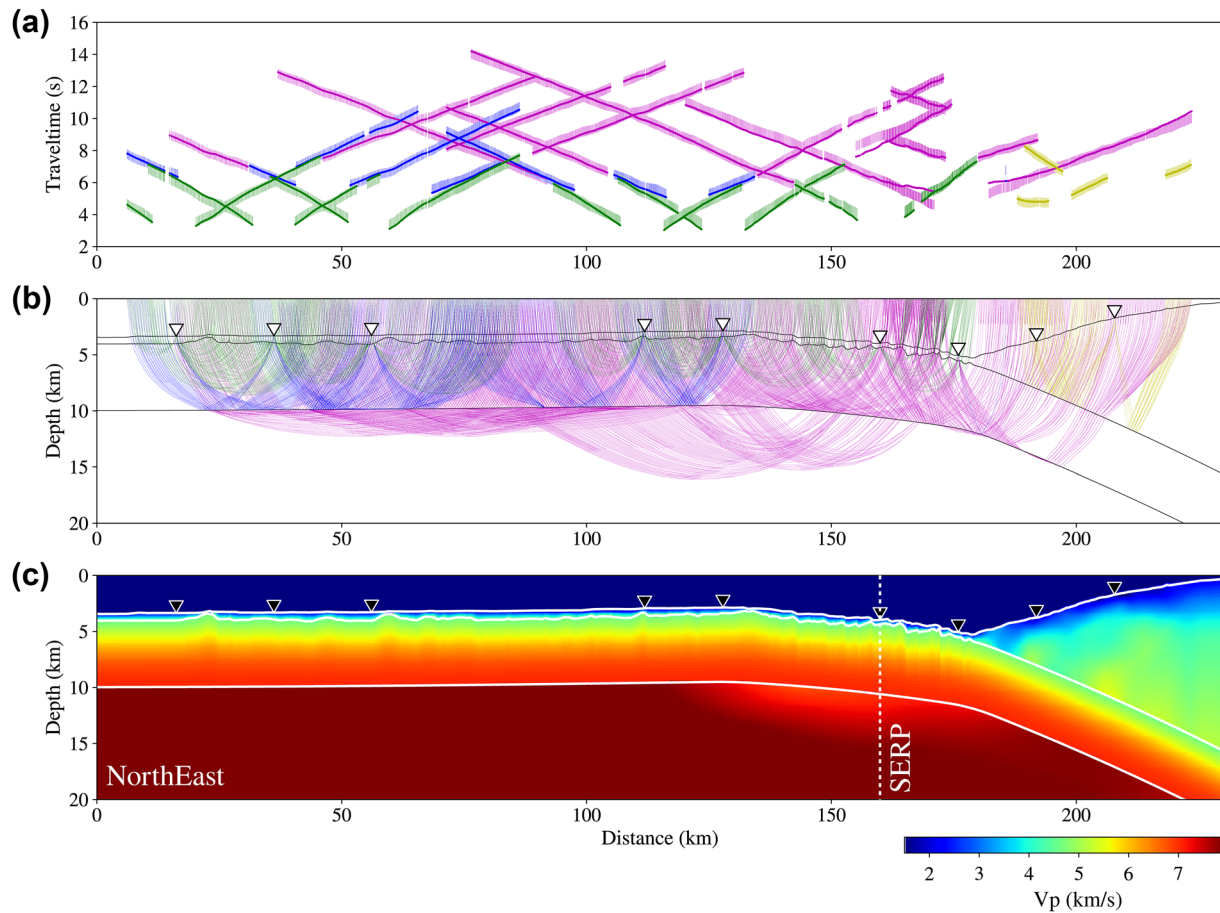 (a)
16
14
12
10
8
6
4
2
Traveltime (s)
0 50 100 150 200
(b)
0
5
10
15
20
Depth (km)
0 50 100 150 200
(c)
0
5
10
15
20
Depth (km)
NorthEast
SERP
0 50 100 150 200
Distance (km)
2 3 4 5 6 7
Vp (km/s)